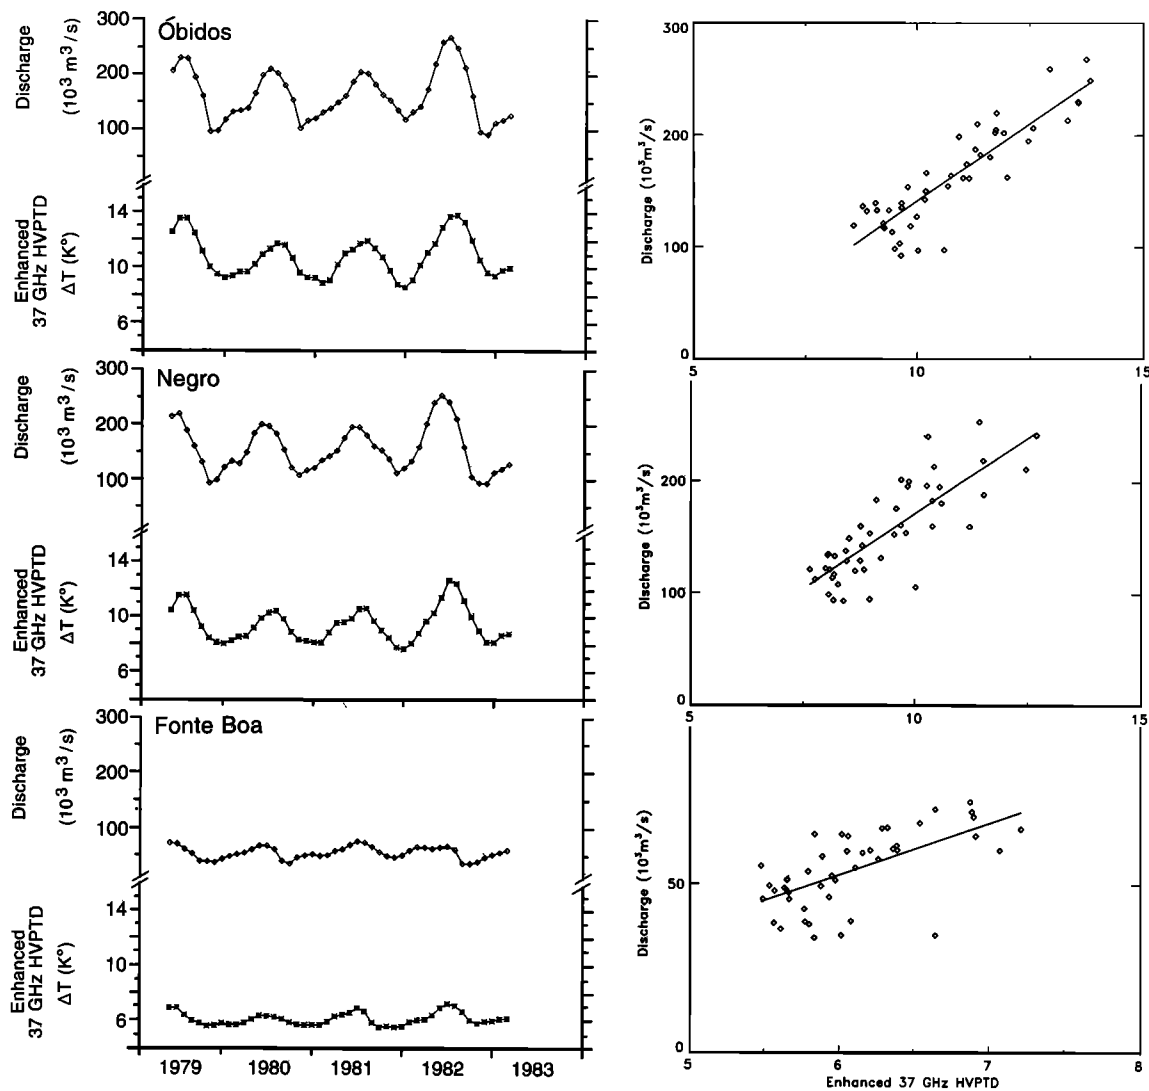 Óbidos
Discharge
(10³ m³/s)
300
200
100
Enhanced
37 GHz HVPTD
ΔT (K°)
14
10
6
Negro
Discharge
(10³ m³/s)
300
200
100
Enhanced
37 GHz HVPTD
ΔT (K°)
14
10
6
Fonte Boa
Discharge
(10³ m³/s)
300
200
100
Enhanced
37 GHz HVPTD
ΔT (K°)
14
10
6
1979 1980 1981 1982 1983
Discharge (10³m³/s)
300
200
100
0
5 10 15
Discharge (10³m³/s)
200
100
0
5 10 15
Discharge (10³m³/s)
50
0
5 6 7 8
Enhanced 37 GHz HVPTD